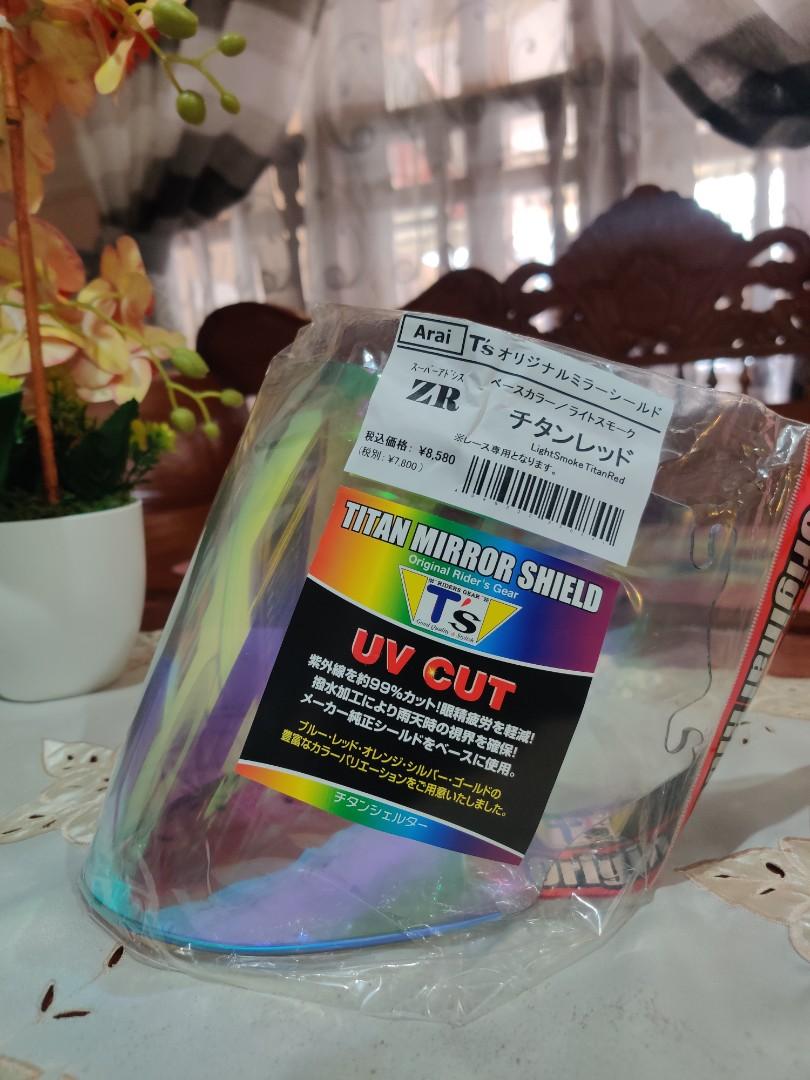 Arai T's オリジナルミラーシールド
スーパーアドシス
ZR
ベースカラー/ライトスモーク
チタンレッド
LightSmokeTitanRed
税込価格: ¥8,580
(税別: ¥7,800)
※レース専用となります。
TITAN MIRROR SHIELD
Original Rider's Gear
RIDERS GEAR
T's
Good Quality & Stylish
UV CUT
紫外線を約99%カット!眼精疲労を軽減!
撥水加工により雨天時の視界を確保!
メーカー純正シールドをベースに使用。
ブルー・レッド・オレンジ・シルバー・ゴールドの
豊富なカラーバリエーションをご用意いたしました。
チタンシェルター
Original